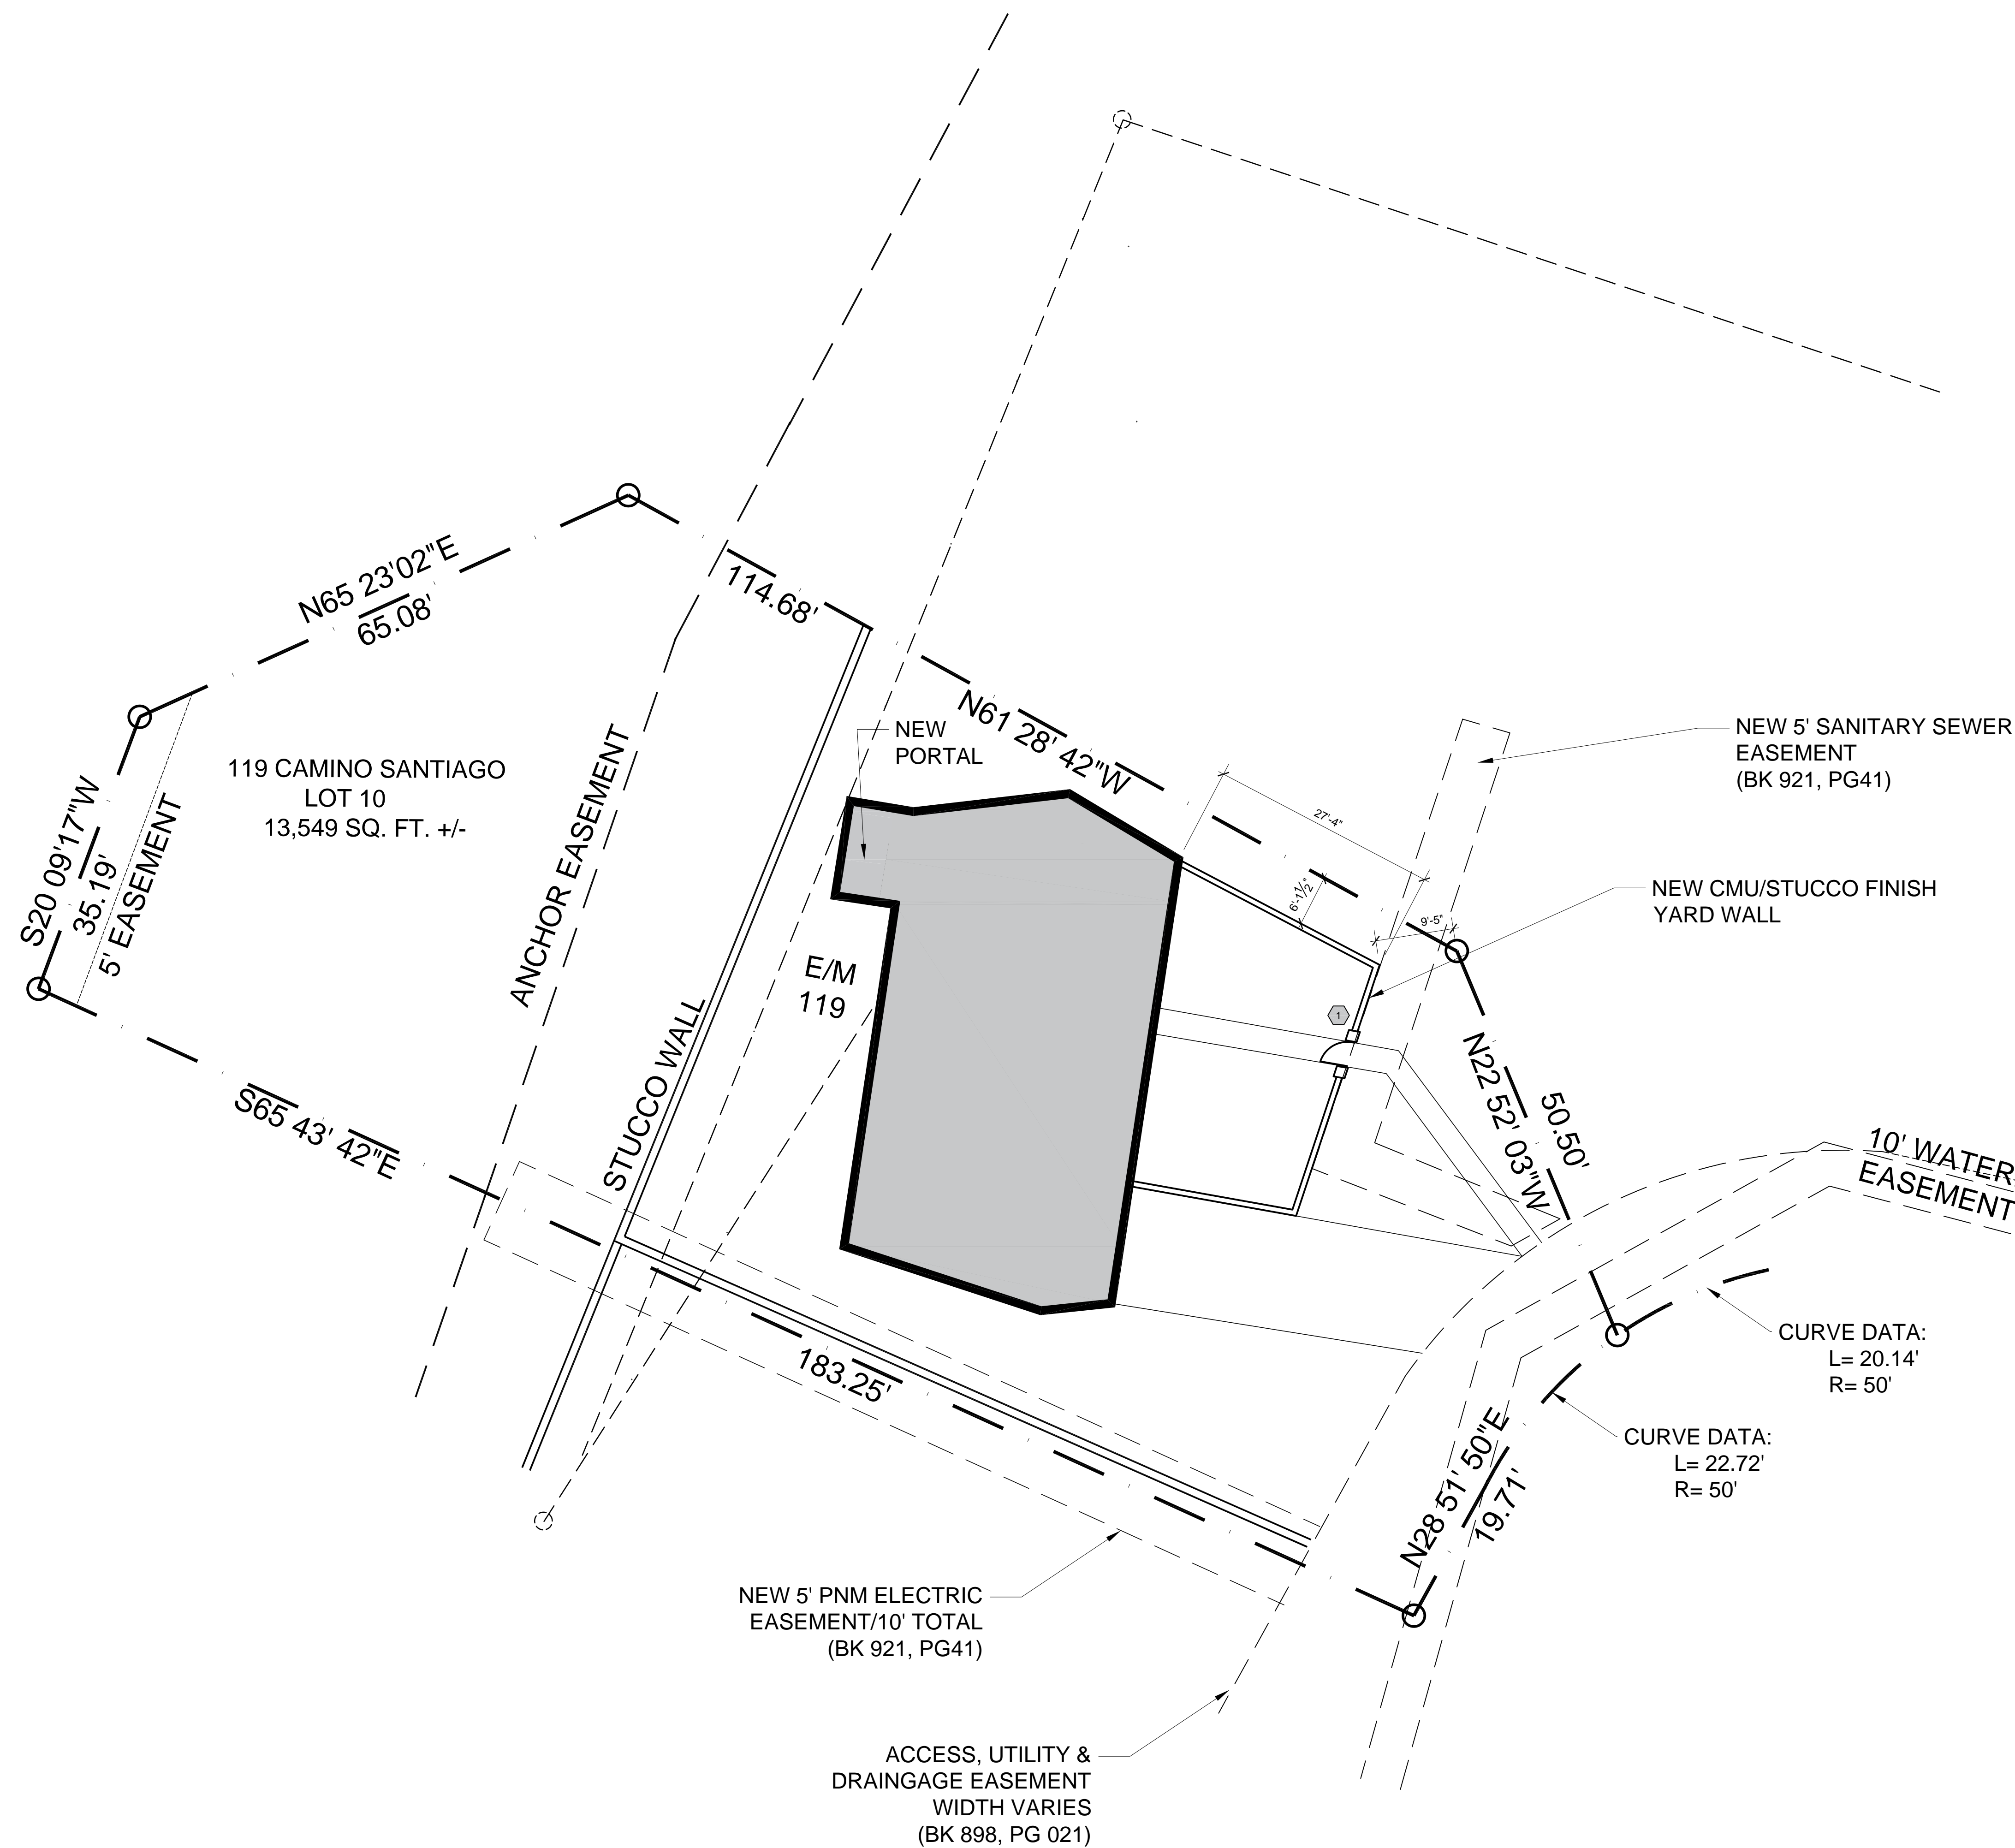 N65 23'02"E
65.08'
114.68'
N61 28' 42"W
NEW
PORTAL
119 CAMINO SANTIAGO
LOT 10
13,549 SQ. FT. +/-
S20 09'17"W
35.19'
5' EASEMENT
ANCHOR EASEMENT
STUCCO WALL
E/M
119
27'-4"
6'-1½"
9'-5"
1
NEW 5' SANITARY SEWER
EASEMENT
(BK 921, PG41)
NEW CMU/STUCCO FINISH
YARD WALL
N22 52' 03"W
50.50'
10' WATER
EASEMENT
S65 43' 42"E
183.25'
CURVE DATA:
L= 20.14'
R= 50'
CURVE DATA:
L= 22.72'
R= 50'
N28 51' 50"E
19.71'
NEW 5' PNM ELECTRIC
EASEMENT/10' TOTAL
(BK 921, PG41)
ACCESS, UTILITY &
DRAINGAGE EASEMENT
WIDTH VARIES
(BK 898, PG 021)